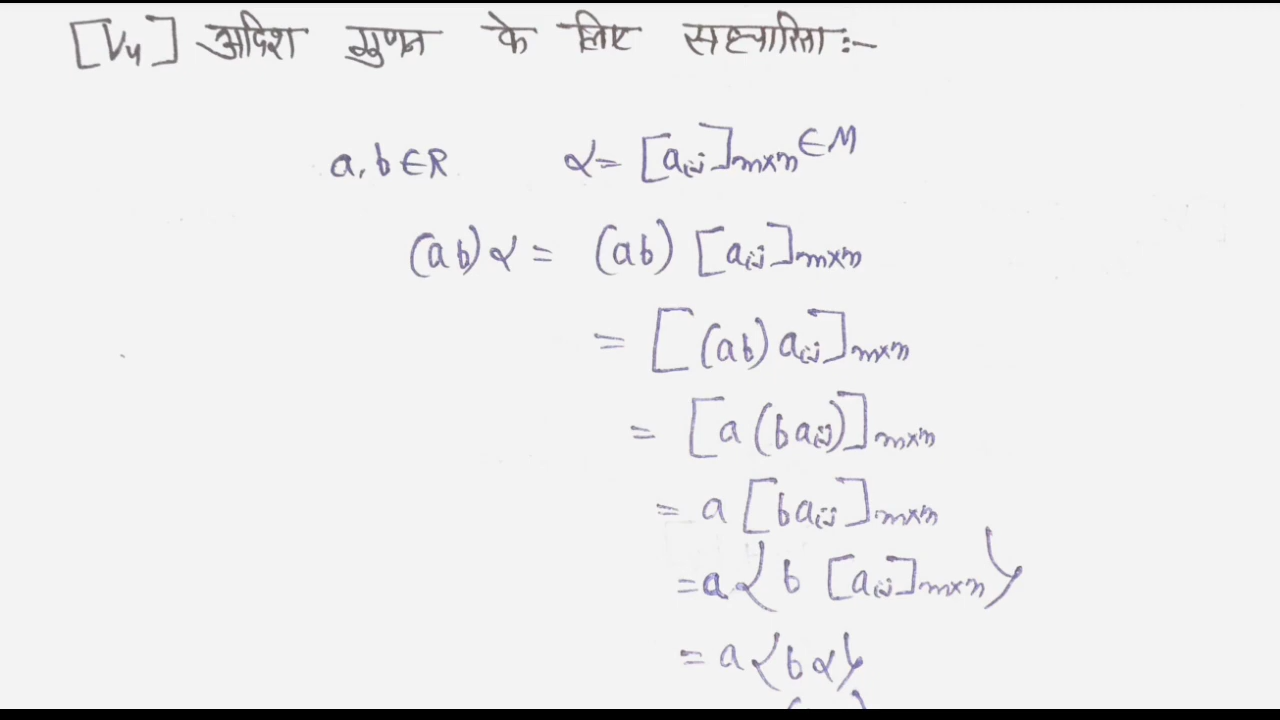 [V₄] अदिश गुणन के लिए सहचारिता :-
a, b ∈ R α = [aij]m×n ∈ M
(ab)α = (ab) [aij]m×n
= [(ab) aij]m×n
= [a (b aij)]m×n
= a [b aij]m×n
= a {b [aij]m×n}
= a {bα}